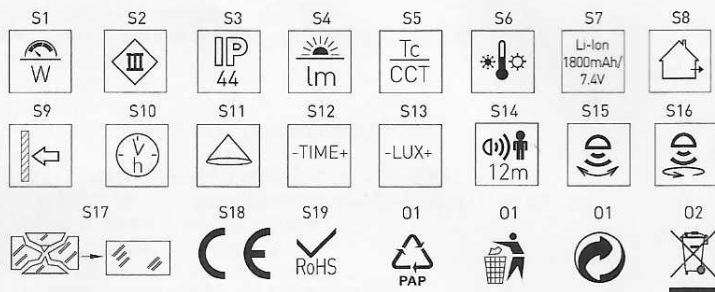 S1 S2 S3 S4 S5 S6 S7 S8
W III IP 44 lm Tc CCT Li-Ion 1800mAh/ 7.4V
S9 S10 S11 S12 S13 S14 S15 S16
h -TIME+ -LUX+ 12m
S17 S18 S19 01 01 01 02
CE RoHS PAP